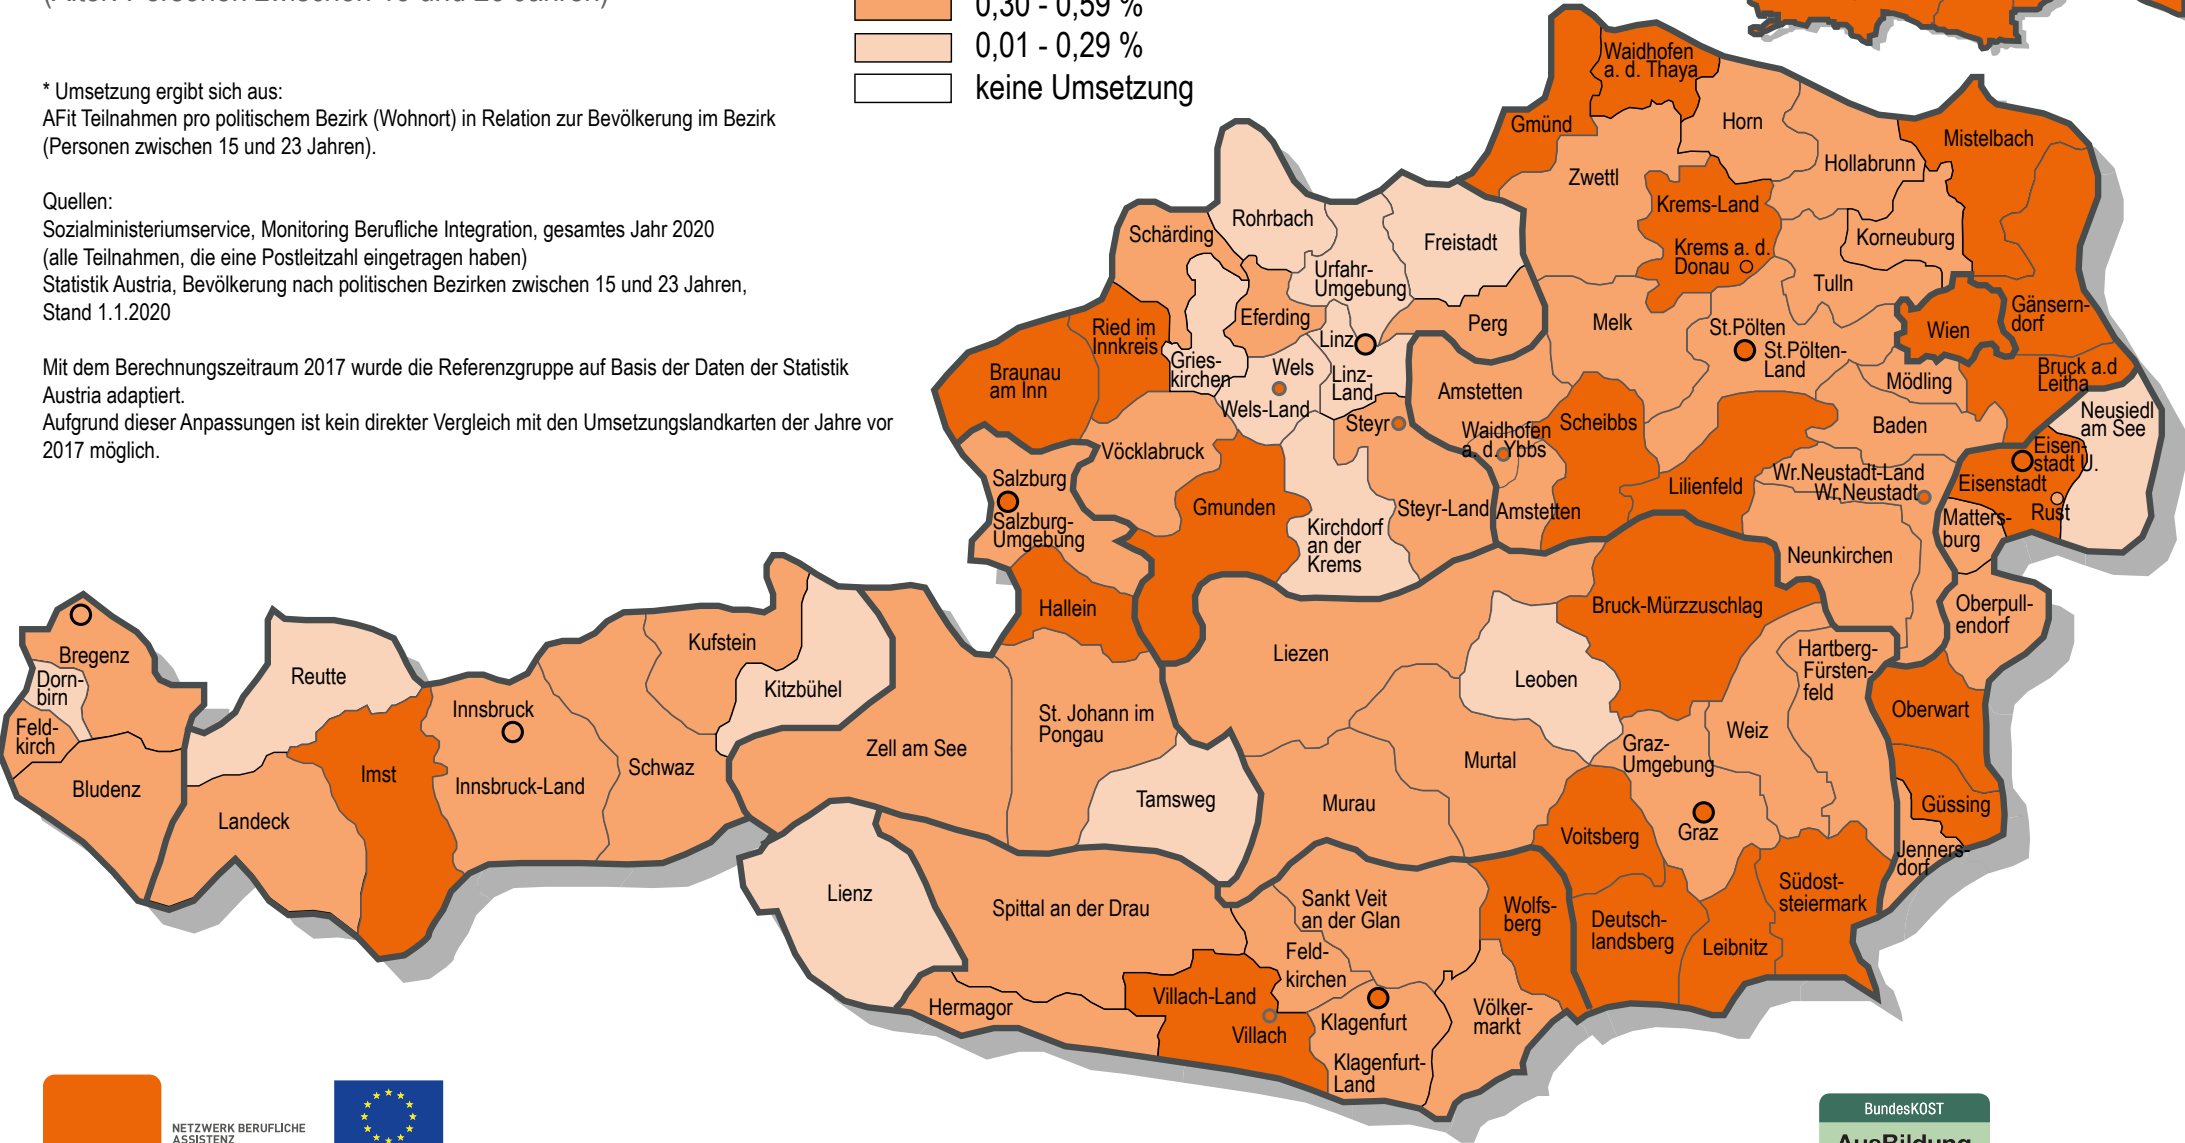 (Alter: Personen zwischen 15 und 23 Jahren)
0,30 - 0,59 %
0,01 - 0,29 %
keine Umsetzung
* Umsetzung ergibt sich aus:
AFit Teilnahmen pro politischem Bezirk (Wohnort) in Relation zur Bevölkerung im Bezirk
(Personen zwischen 15 und 23 Jahren).
Quellen:
Sozialministeriumservice, Monitoring Berufliche Integration, gesamtes Jahr 2020
(alle Teilnahmen, die eine Postleitzahl eingetragen haben)
Statistik Austria, Bevölkerung nach politischen Bezirken zwischen 15 und 23 Jahren,
Stand 1.1.2020
Mit dem Berechnungszeitraum 2017 wurde die Referenzgruppe auf Basis der Daten der Statistik
Austria adaptiert.
Aufgrund dieser Anpassungen ist kein direkter Vergleich mit den Umsetzungslandkarten der Jahre vor
2017 möglich.
Waidhofen
a. d. Thaya
Gmünd
Horn
Mistelbach
Zwettl
Hollabrunn
Krems-Land
Krems a. d.
Donau
Korneuburg
Tulln
Rohrbach
Freistadt
Schärding
Urfahr-
Umgebung
Eferding
Perg
Melk
St.Pölten
St.Pölten-
Land
Wien
Gänsern-
dorf
Ried im
Innkreis
Linz
Gries-
kirchen
Wels
Linz-
Land
Wels-Land
Braunau
am Inn
Amstetten
Mödling
Bruck a.d
Leitha
Neusiedl
am See
Steyr
Waidhofen
a. d. Ybbs
Scheibbs
Baden
Vöcklabruck
Eisen-
stadt U.
Eisenstadt
Rust
Salzburg
Salzburg-
Umgebung
Gmunden
Kirchdorf
an der
Krems
Steyr-Land
Amstetten
Lilienfeld
Wr.Neustadt-Land
Wr.Neustadt
Matters-
burg
Neunkirchen
Hallein
Bruck-Mürzzuschlag
Oberpull-
endorf
Bregenz
Dorn-
birn
Feld-
kirch
Bludenz
Reutte
Imst
Landeck
Innsbruck
Innsbruck-Land
Schwaz
Kufstein
Kitzbühel
Zell am See
St. Johann im
Pongau
Tamsweg
Liezen
Leoben
Hartberg-
Fürsten-
feld
Oberwart
Weiz
Graz-
Umgebung
Murtal
Murau
Graz
Voitsberg
Güssing
Jenners-
dorf
Lienz
Spittal an der Drau
Sankt Veit
an der Glan
Wolfs-
berg
Deutsch-
landsberg
Leibnitz
Südost-
steiermark
Feld-
kirchen
Hermagor
Villach-Land
Villach
Klagenfurt
Klagenfurt-
Land
Völker-
markt
NETZWERK BERUFLICHE
ASSISTENZ
BundesKOST
AusBildung